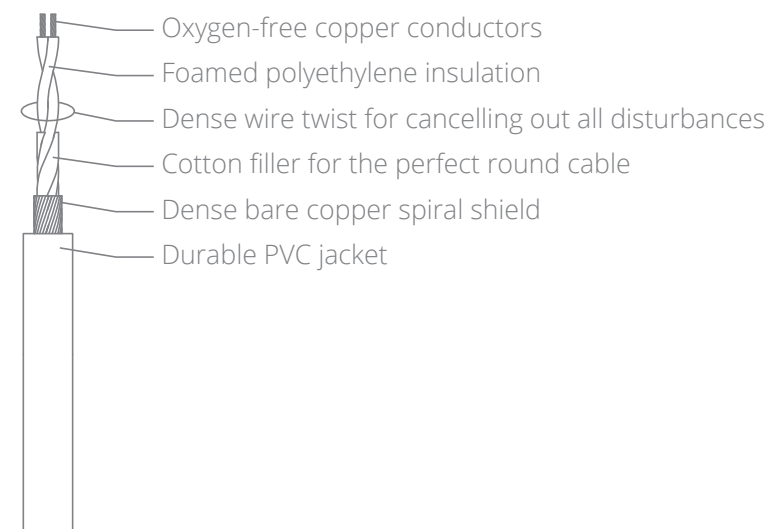 Oxygen-free copper conductors
Foamed polyethylene insulation
Dense wire twist for cancelling out all disturbances
Cotton filler for the perfect round cable
Dense bare copper spiral shield
Durable PVC jacket